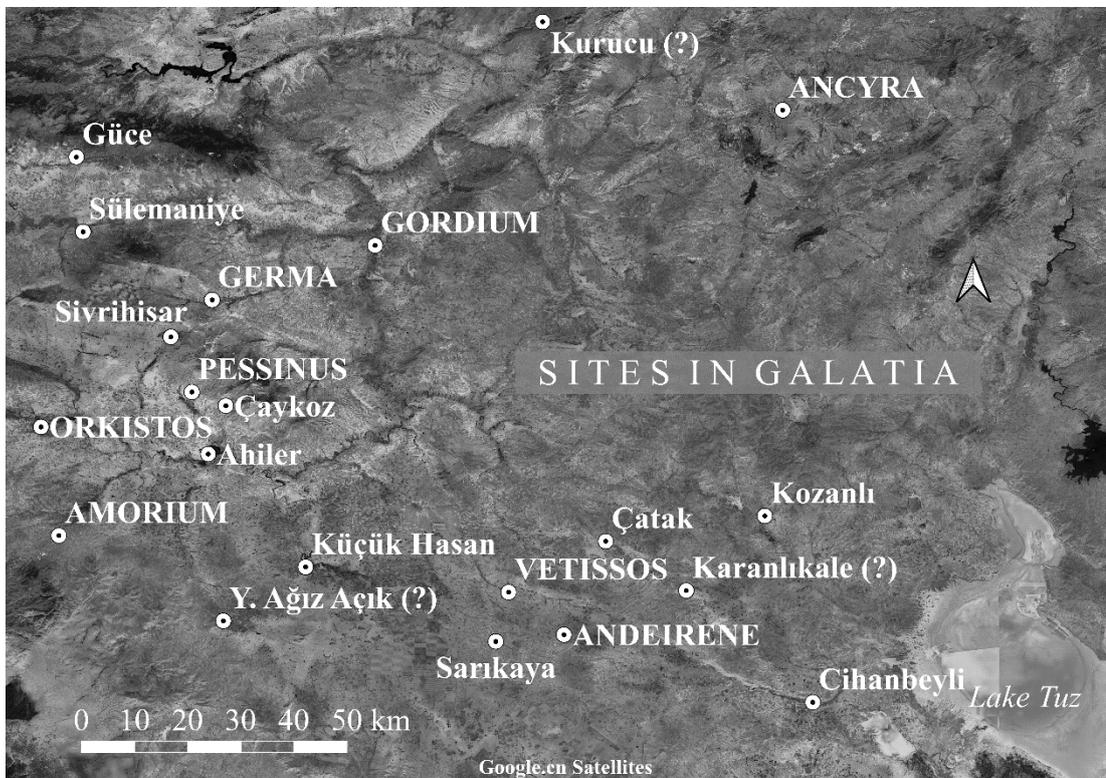 Kurucu (?)
ANCYRA
Güce
Sülemaniye
GORDIUM
GERMA
Sivrihisar
SITES IN GALATIA
PESSINUS
Çaykoz
ORKISTOS
Ahiler
AMORIUM
Kozanlı
Çatak
Küçük Hasan
VETISSOS
Karanlıkale (?)
Y. Ağız Açık (?)
ANDEIRENE
Sarıkaya
Cihanbeyli
Lake Tuz
0 10 20 30 40 50 km
Google.cn Satellites